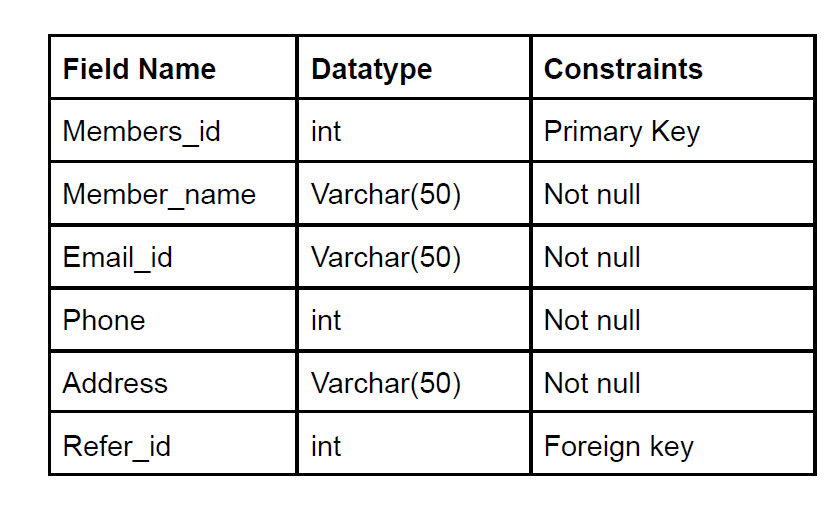 Field Name Datatype Constraints
Members_id int Primary Key
Member_name Varchar(50) Not null
Email_id Varchar(50) Not null
Phone int Not null
Address Varchar(50) Not null
Refer_id int Foreign key